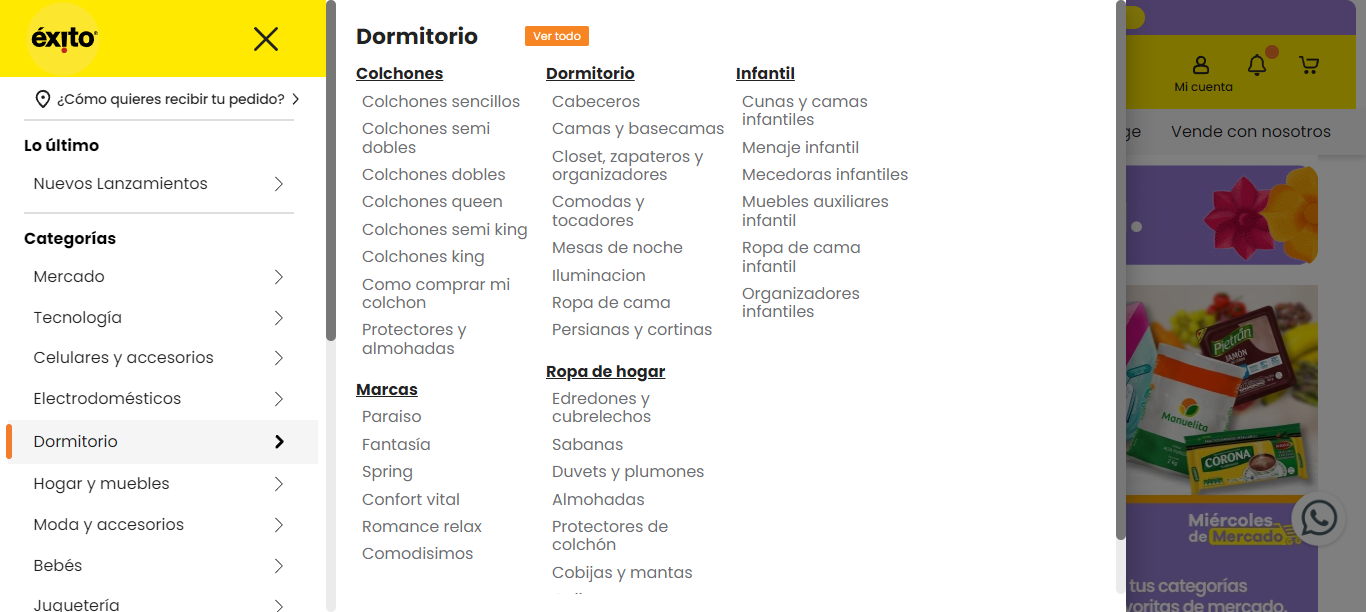 éxito
¿Cómo quieres recibir tu pedido?
Lo último
Nuevos Lanzamientos
Categorías
Mercado
Tecnología
Celulares y accesorios
Electrodomésticos
Dormitorio
Hogar y muebles
Moda y accesorios
Bebés
Juguetería
Dormitorio
Ver todo
Colchones
Colchones sencillos
Colchones semi
dobles
Colchones dobles
Colchones queen
Colchones semi king
Colchones king
Como comprar mi
colchon
Protectores y
almohadas
Marcas
Paraiso
Fantasía
Spring
Confort vital
Romance relax
Comodisimos
Dormitorio
Cabeceros
Camas y basecamas
Closet, zapateros y
organizadores
Comodas y
tocadores
Mesas de noche
Iluminacion
Ropa de cama
Persianas y cortinas
Ropa de hogar
Edredones y
cubrelechos
Sabanas
Duvets y plumones
Almohadas
Protectores de
colchón
Cobijas y mantas
Infantil
Cunas y camas
infantiles
Menaje infantil
Mecedoras infantiles
Muebles auxiliares
infantil
Ropa de cama
infantil
Organizadores
infantiles
Mi cuenta
ge
Vende con nosotros
Pietrán
JAMÓN
Manuelita
CORONA
Miércoles
de Mercado
tus categorías
voritas de mercado.